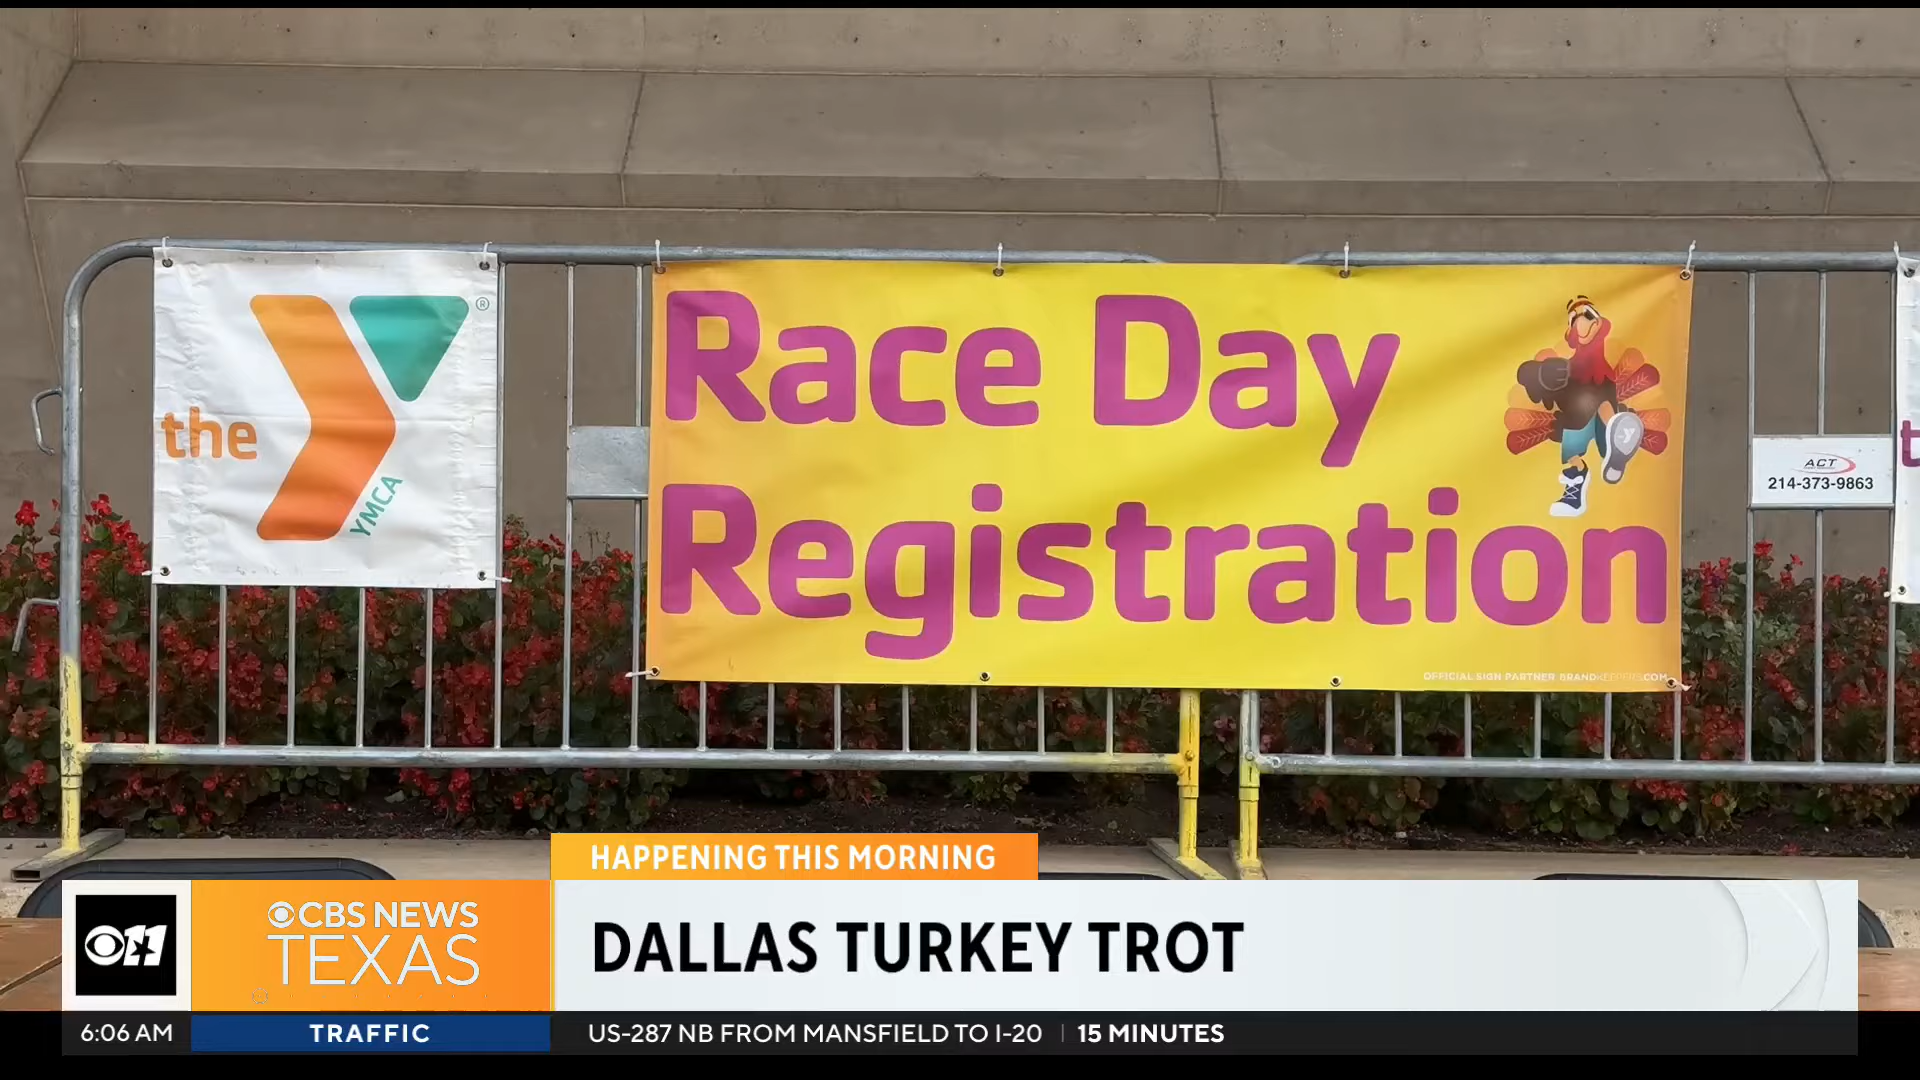 the
YMCA
®
Race Day
Registration
OFFICIAL SIGN PARTNER BRANDKEEPERS.COM
ACT
214-373-9863
HAPPENING THIS MORNING
11
CBS NEWS
TEXAS
DALLAS TURKEY TROT
6:06 AM
TRAFFIC
US-287 NB FROM MANSFIELD TO I-20 | 15 MINUTES